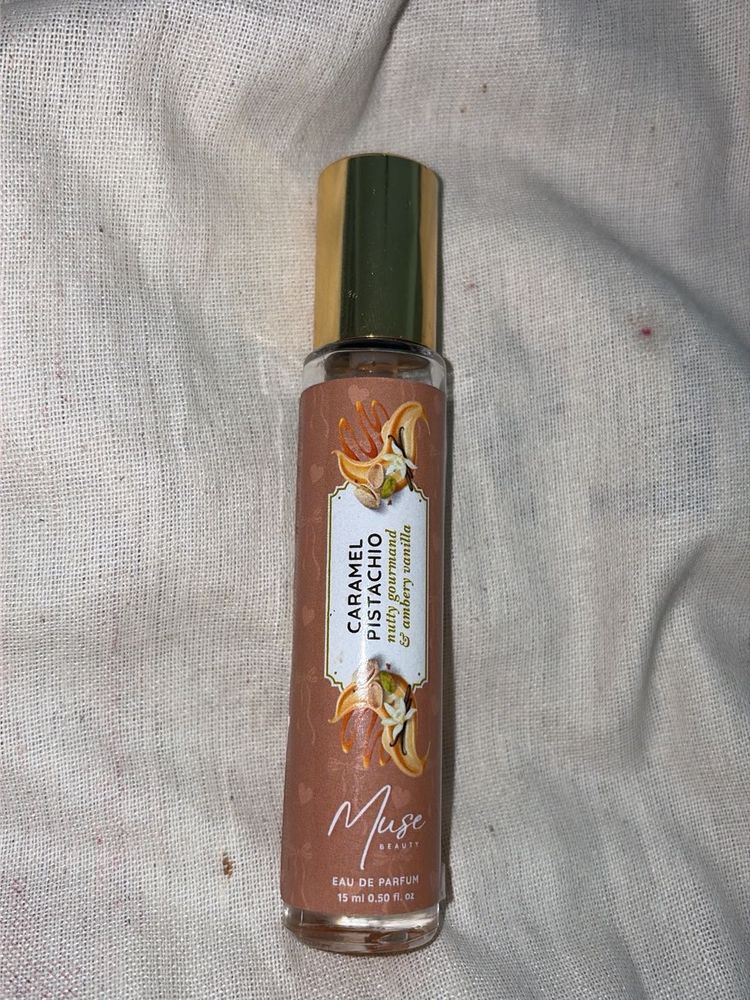 CARAMEL
PISTACHIO
nutty gourmand
& ambery vanilla
Muse
BEAUTY
EAU DE PARFUM
15 ml 0.50 fl. oz